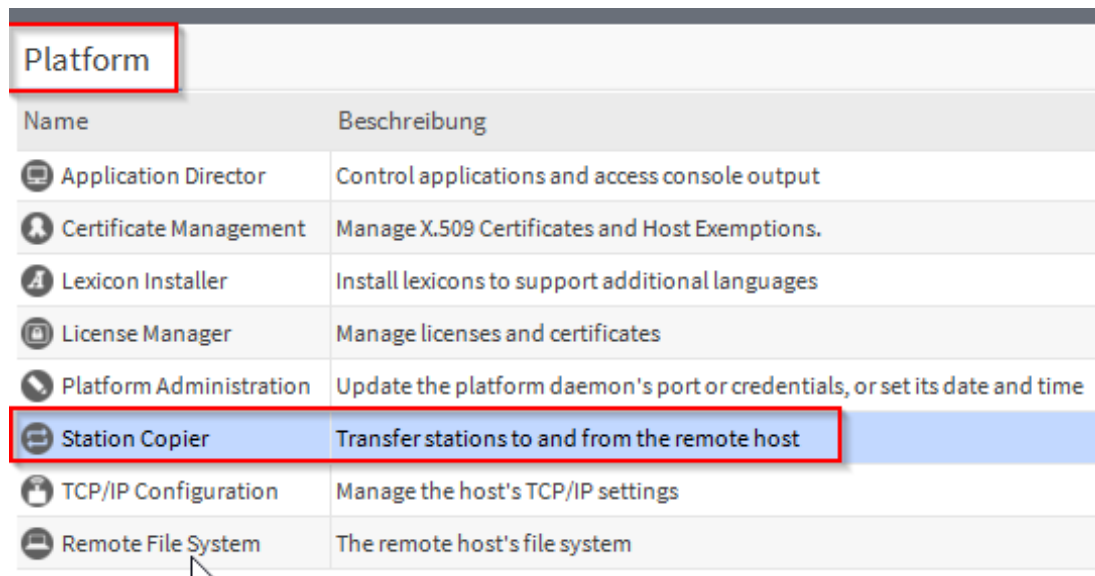 Platform
Name Beschreibung
Application Director Control applications and access console output
Certificate Management Manage X.509 Certificates and Host Exemptions.
Lexicon Installer Install lexicons to support additional languages
License Manager Manage licenses and certificates
Platform Administration Update the platform daemon's port or credentials, or set its date and time
Station Copier Transfer stations to and from the remote host
TCP/IP Configuration Manage the host's TCP/IP settings
Remote File System The remote host's file system